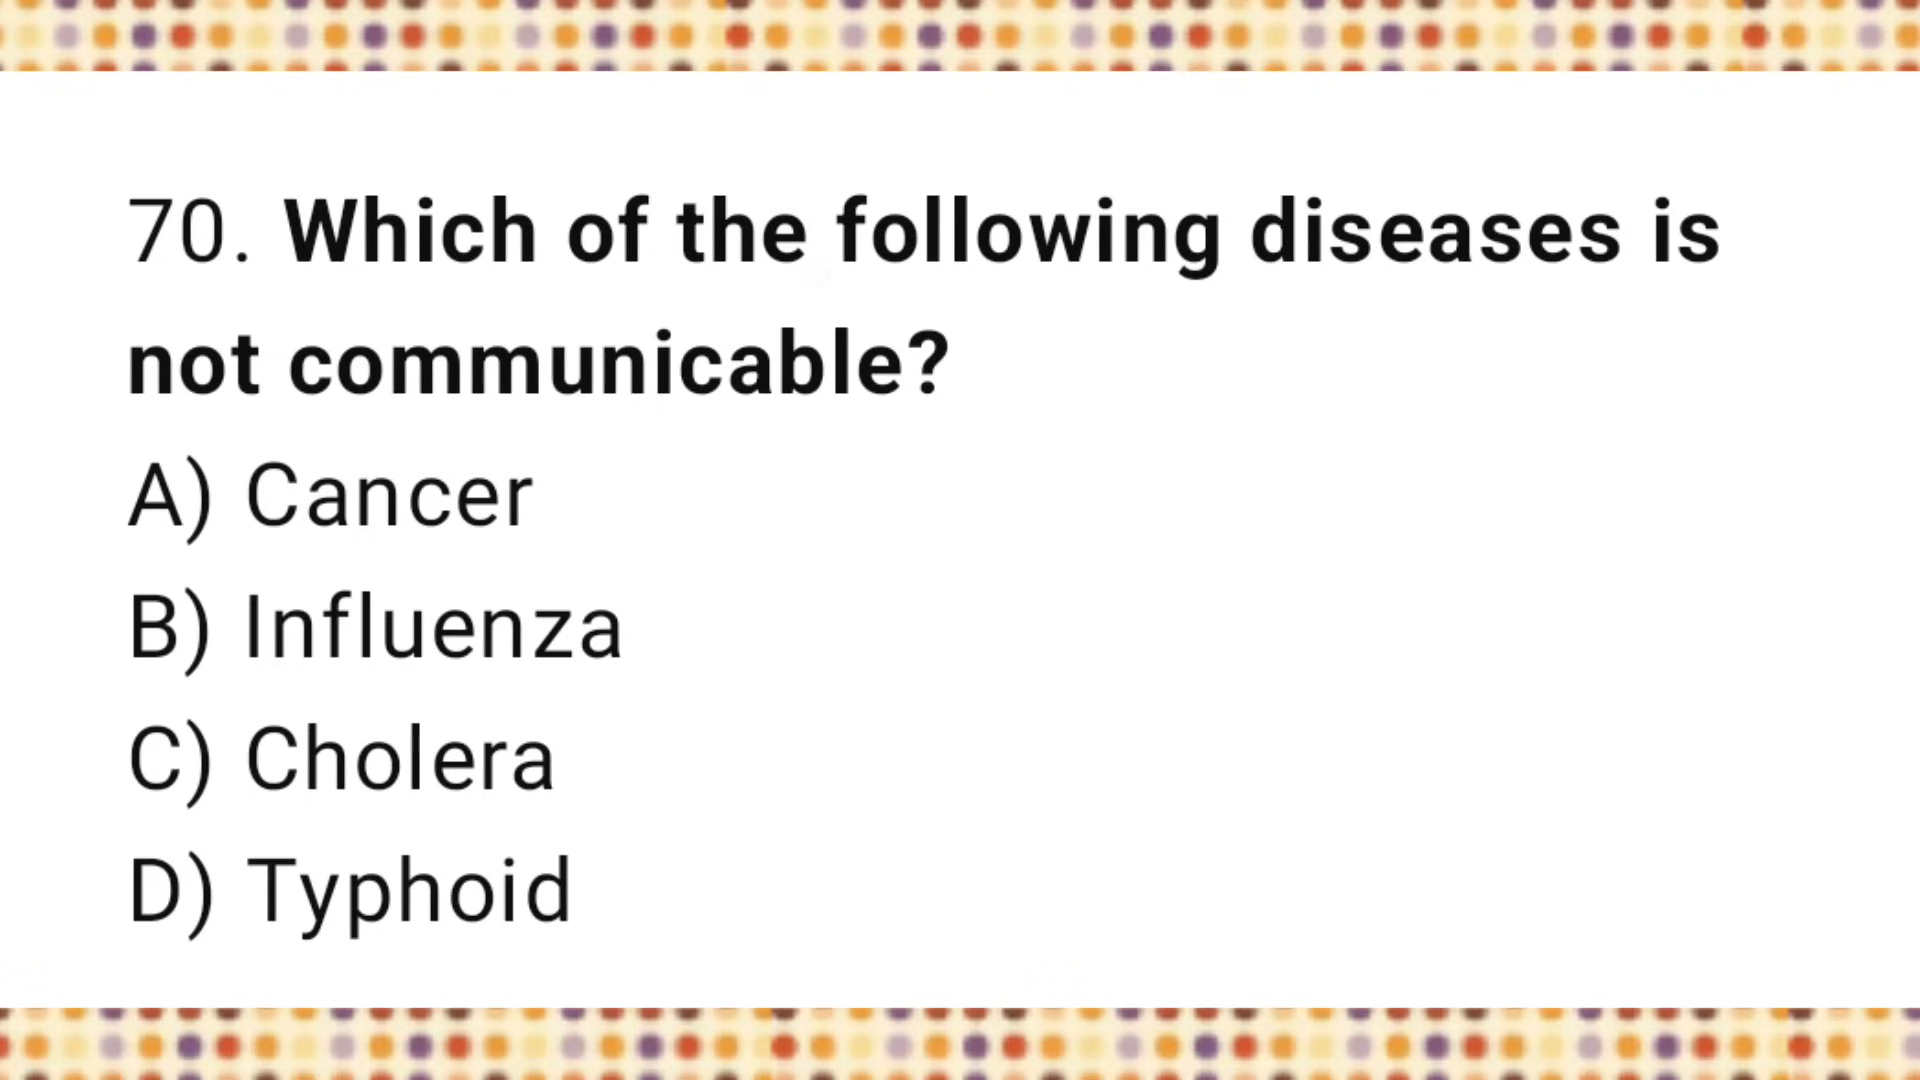 70. Which of the following diseases is
not communicable?
A) Cancer
B) Influenza
C) Cholera
D) Typhoid